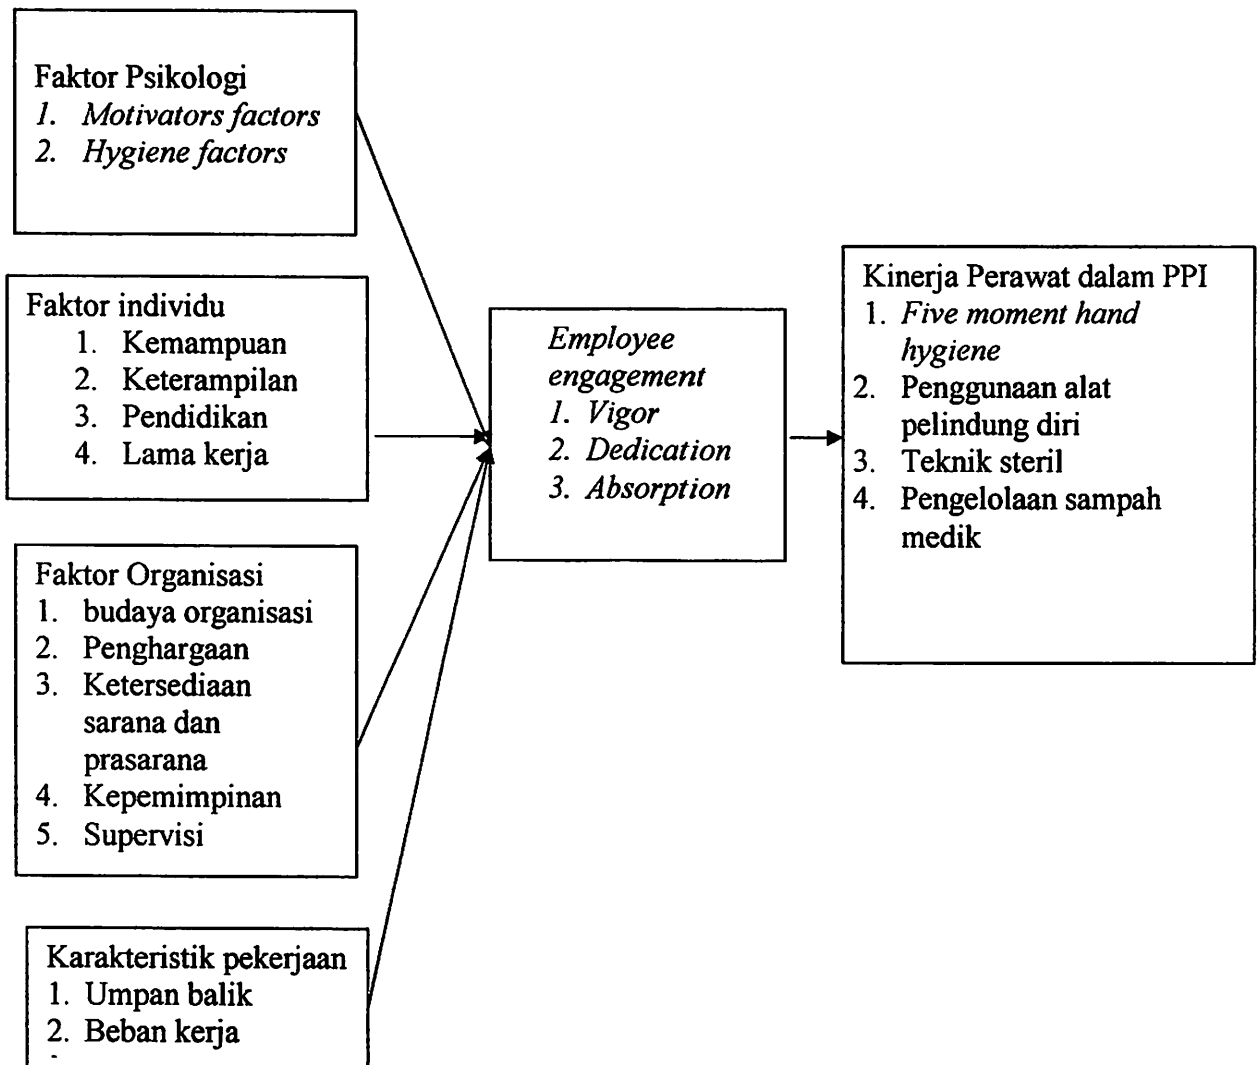 Faktor Psikologi
1. Motivators factors
2. Hygiene factors
Faktor individu
1. Kemampuan
2. Keterampilan
3. Pendidikan
4. Lama kerja
Faktor Organisasi
1. budaya organisasi
2. Penghargaan
3. Ketersediaan
sarana dan
prasarana
4. Kepemimpinan
5. Supervisi
Karakteristik pekerjaan
1. Umpan balik
2. Beban kerja
Employee
engagement
1. Vigor
2. Dedication
3. Absorption
Kinerja Perawat dalam PPI
1. Five moment hand
hygiene
2. Penggunaan alat
pelindung diri
3. Teknik steril
4. Pengelolaan sampah
medik